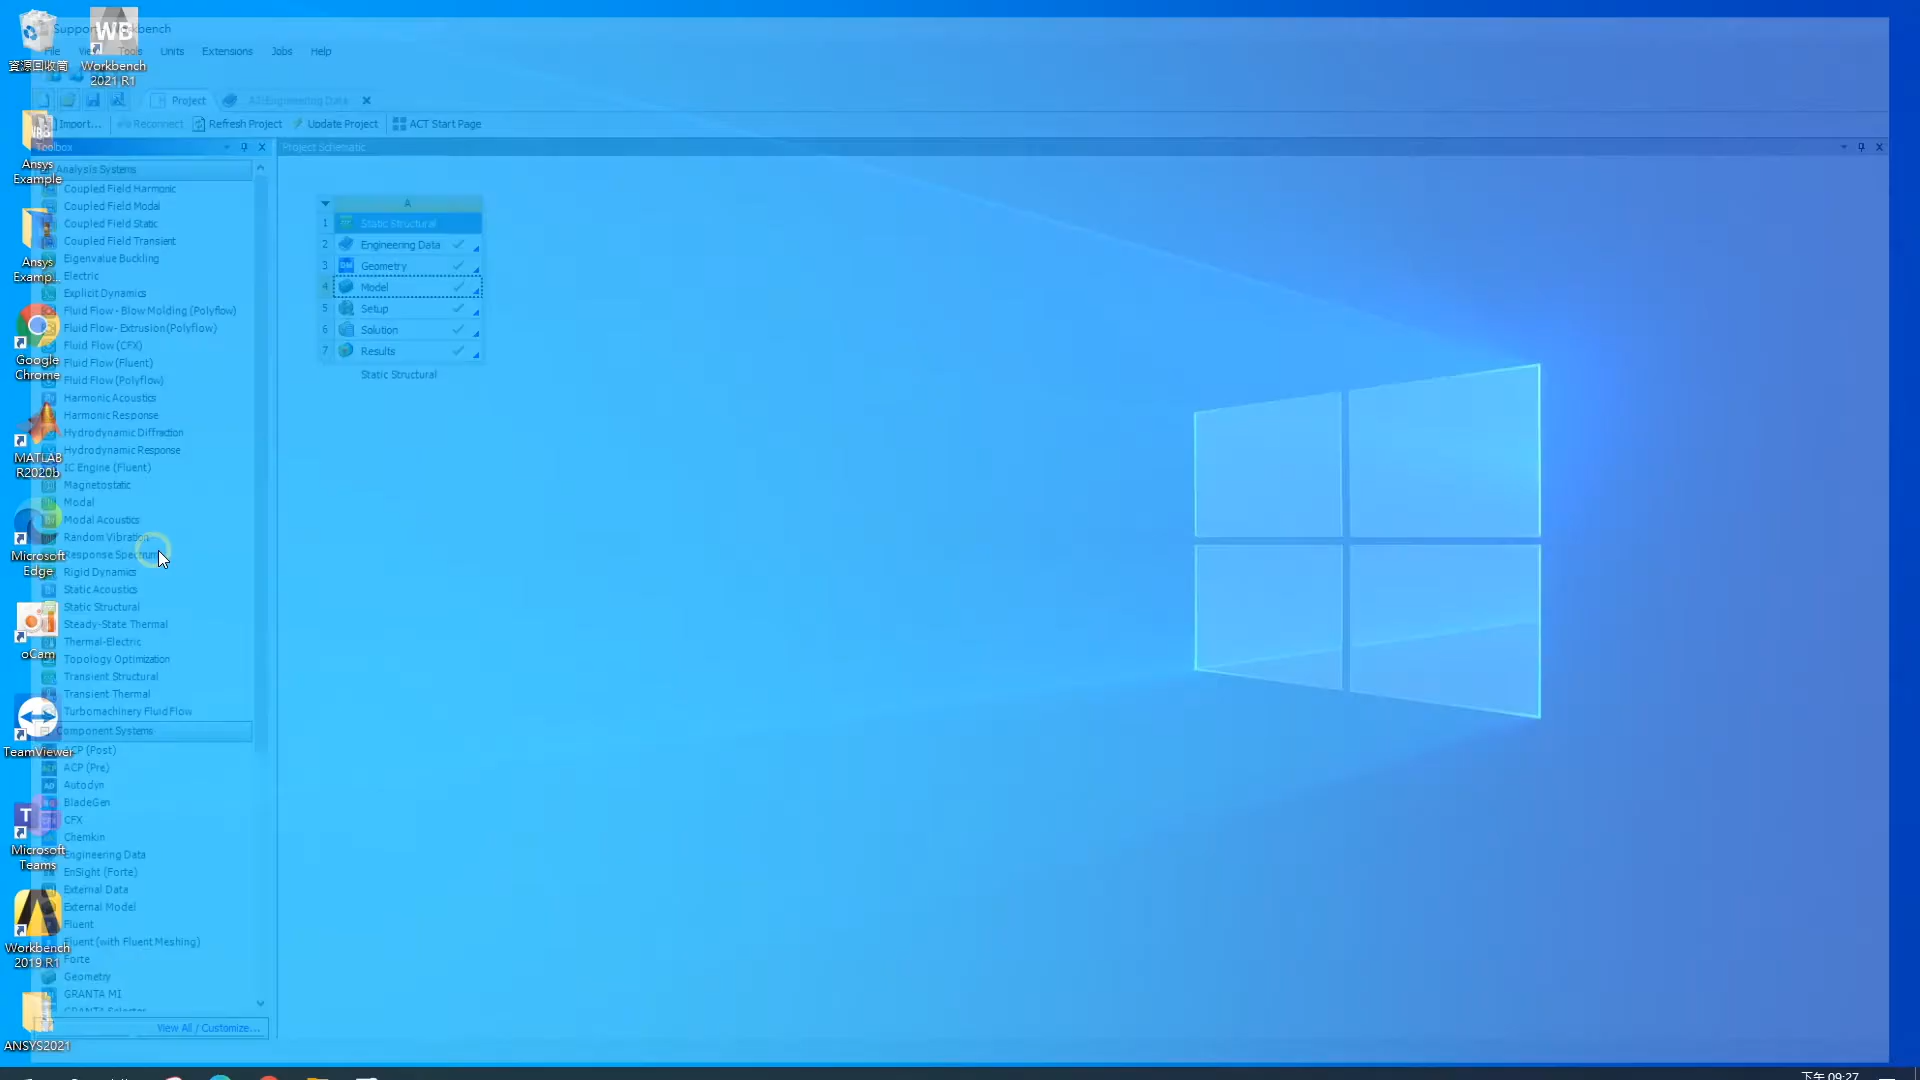 Support - Workbench
File View Tools Units Extensions Jobs Help
Project
A2:Engineering Data
Import...
Reconnect
Refresh Project
Update Project
ACT Start Page
Toolbox
Analysis Systems
Coupled Field Harmonic
Coupled Field Modal
Coupled Field Static
Coupled Field Transient
Eigenvalue Buckling
Electric
Explicit Dynamics
Fluid Flow - Blow Molding (Polyflow)
Fluid Flow- Extrusion (Polyflow)
Fluid Flow (CFX)
Fluid Flow (Fluent)
Fluid Flow (Polyflow)
Harmonic Acoustics
Harmonic Response
Hydrodynamic Diffraction
Hydrodynamic Response
IC Engine (Fluent)
Magnetostatic
Modal
Modal Acoustics
Random Vibration
Response Spectrum
Rigid Dynamics
Static Acoustics
Static Structural
Steady-State Thermal
Thermal-Electric
Topology Optimization
Transient Structural
Transient Thermal
Turbomachinery Fluid Flow
Component Systems
ACP (Post)
ACP (Pre)
Autodyn
BladeGen
CFX
Chemkin
Engineering Data
EnSight (Forte)
External Data
External Model
Fluent
Fluent (with Fluent Meshing)
Forte
Geometry
GRANTA MI
GRANTA Selector
View All / Customize...
Project Schematic
A
1 Static Structural
2 Engineering Data
3 Geometry
4 Model
5 Setup
6 Solution
7 Results
Static Structural
資源回收筒
WB
Workbench
2021 R1
Ansys
Example
Ansys
Examp...
Google
Chrome
MATLAB
R2020b
Microsoft
Edge
oCam
TeamViewer
Microsoft
Teams
Workbench
2019 R1
ANSYS2021
下午 09:27